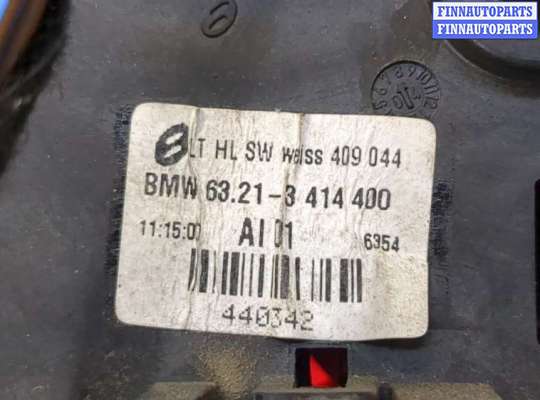 FINNAUTOPARTS
FINNAUTOPARTS
LT HL SW weiss 409 044
BMW 63.21-3 414 400
11:15:0
AI 01
6354
440342